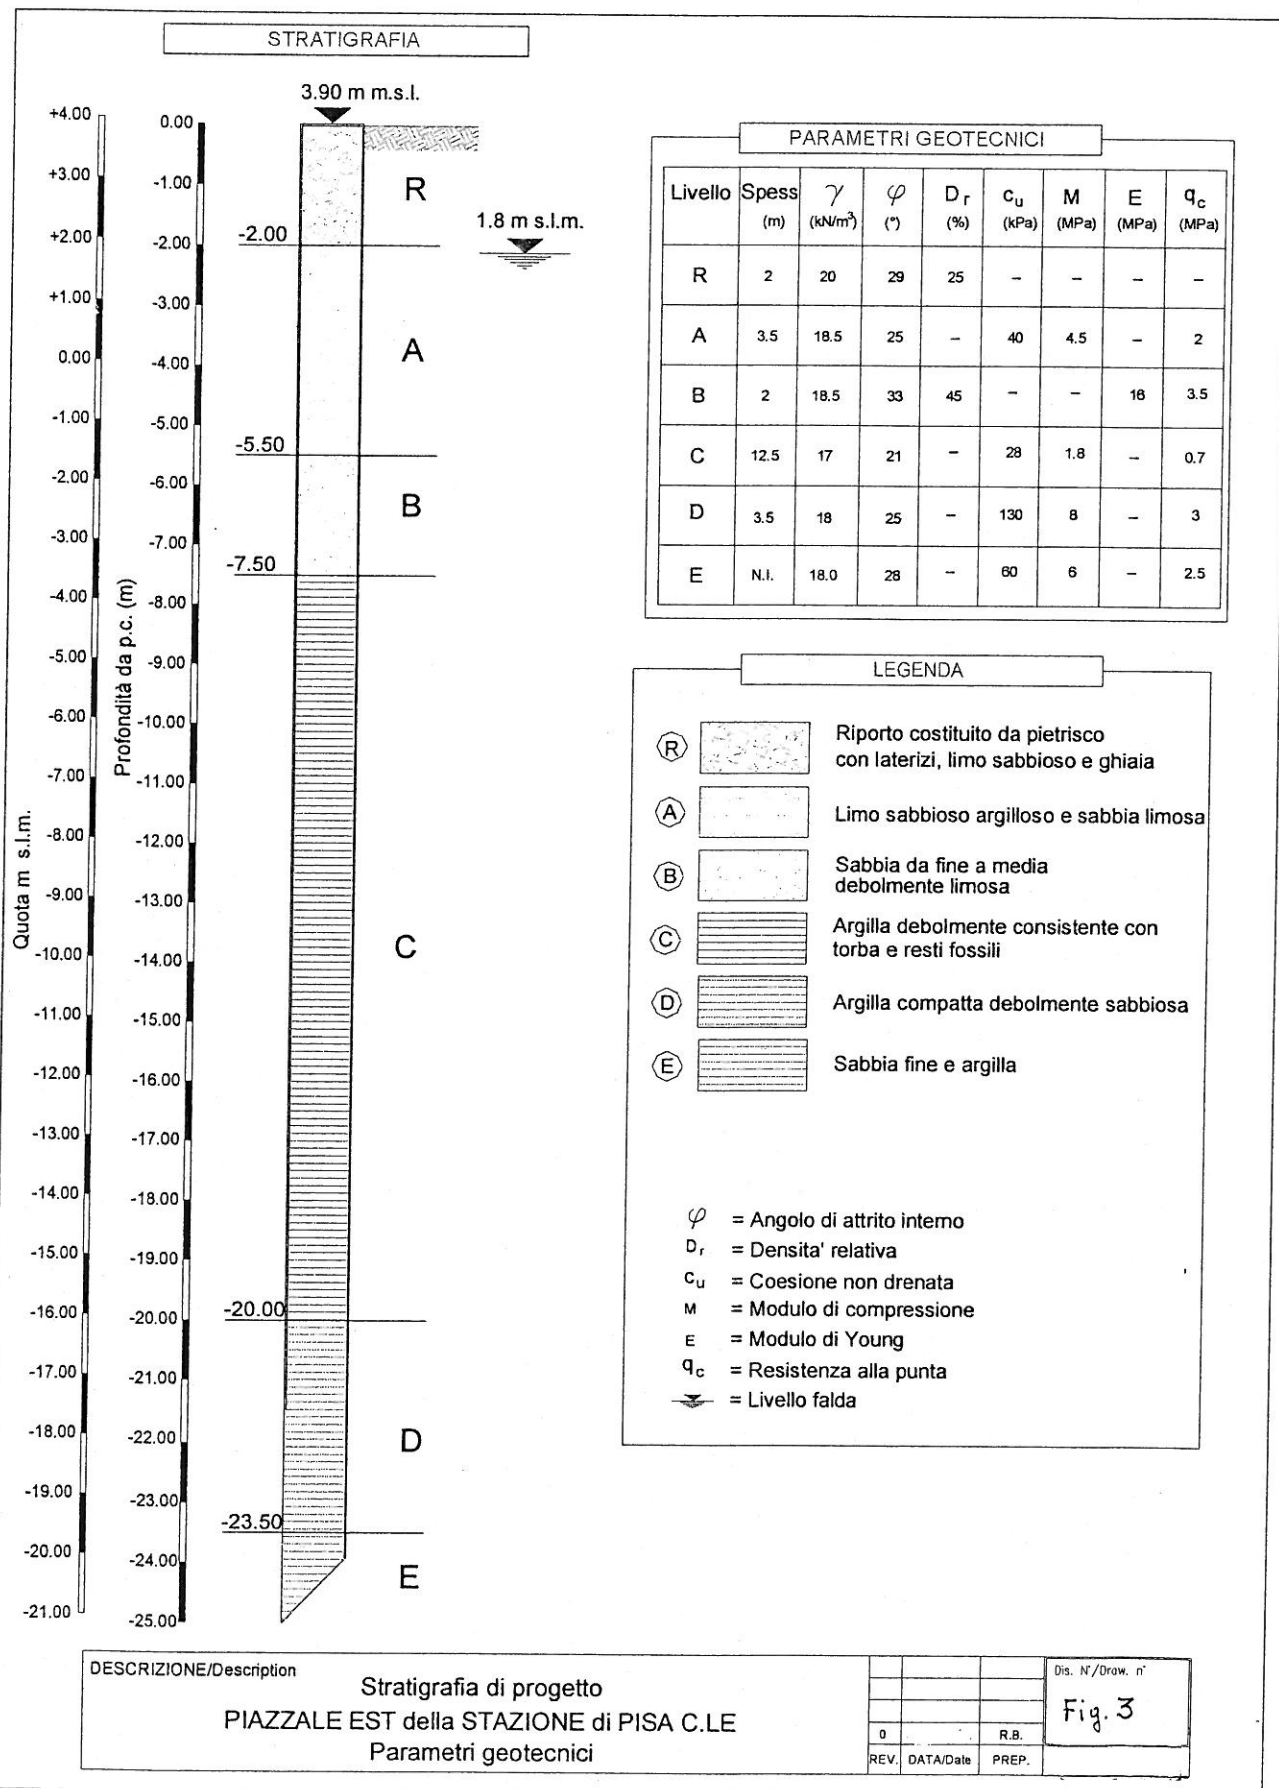 STRATIGRAFIA
3.90 m m.s.l.
+4.00
+3.00
+2.00
+1.00
0.00
-1.00
-2.00
-3.00
-4.00
-5.00
-6.00
-7.00
-8.00
-9.00
-10.00
-11.00
-12.00
-13.00
-14.00
-15.00
-16.00
-17.00
-18.00
-19.00
-20.00
-21.00
Quota m s.l.m.
0.00
-1.00
-2.00
-3.00
-4.00
-5.00
-6.00
-7.00
-8.00
-9.00
-10.00
-11.00
-12.00
-13.00
-14.00
-15.00
-16.00
-17.00
-18.00
-19.00
-20.00
-21.00
-22.00
-23.00
-24.00
-25.00
Profondità da p.c. (m)
R
-2.00
1.8 m s.l.m.
A
-5.50
B
-7.50
C
-20.00
D
-23.50
E
PARAMETRI GEOTECNICI
Livello Spess γ φ Dr cu M E qc
(m) (kN/m³) (°) (%) (kPa) (MPa) (MPa) (MPa)
R 2 20 29 25 – – – –
A 3.5 18.5 25 – 40 4.5 – 2
B 2 18.5 33 45 – – 16 3.5
C 12.5 17 21 – 28 1.8 – 0.7
D 3.5 18 25 – 130 8 – 3
E N.I. 18.0 28 – 60 6 – 2.5
LEGENDA
R Riporto costituito da pietrisco
con laterizi, limo sabbioso e ghiaia
A Limo sabbioso argilloso e sabbia limosa
B Sabbia da fine a media
debolmente limosa
C Argilla debolmente consistente con
torba e resti fossili
D Argilla compatta debolmente sabbiosa
E Sabbia fine e argilla
φ = Angolo di attrito interno
Dr = Densita' relativa
cu = Coesione non drenata
M = Modulo di compressione
E = Modulo di Young
qc = Resistenza alla punta
= Livello falda
DESCRIZIONE/Description
Stratigrafia di progetto
PIAZZALE EST della STAZIONE di PISA C.LE
Parametri geotecnici
0 R.B.
REV. DATA/Date PREP.
Dis. N°/Draw. n°
Fig. 3